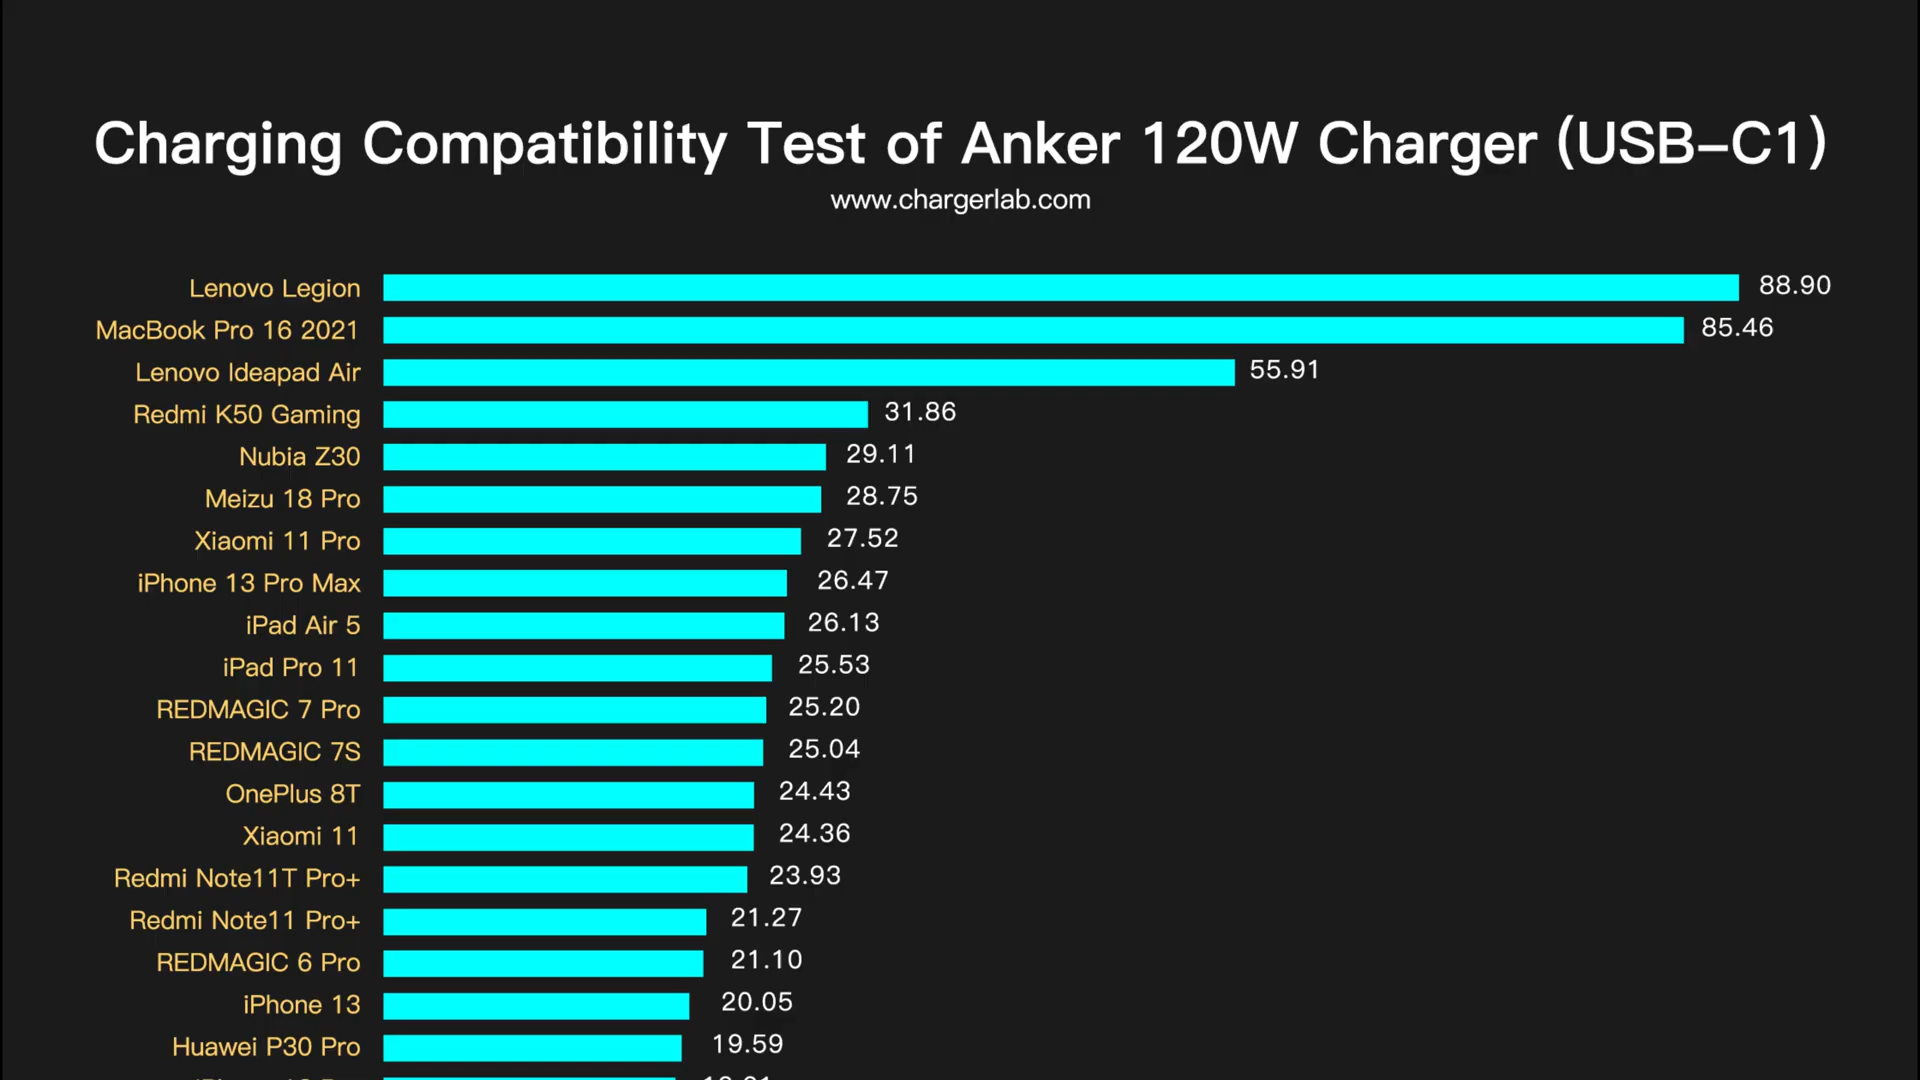 Charging Compatibility Test of Anker 120W Charger (USB-C1)
www.chargerlab.com
Lenovo Legion 88.90
MacBook Pro 16 2021 85.46
Lenovo Ideapad Air 55.91
Redmi K50 Gaming 31.86
Nubia Z30 29.11
Meizu 18 Pro 28.75
Xiaomi 11 Pro 27.52
iPhone 13 Pro Max 26.47
iPad Air 5 26.13
iPad Pro 11 25.53
REDMAGIC 7 Pro 25.20
REDMAGIC 7S 25.04
OnePlus 8T 24.43
Xiaomi 11 24.36
Redmi Note11T Pro+ 23.93
Redmi Note11 Pro+ 21.27
REDMAGIC 6 Pro 21.10
iPhone 13 20.05
Huawei P30 Pro 19.59